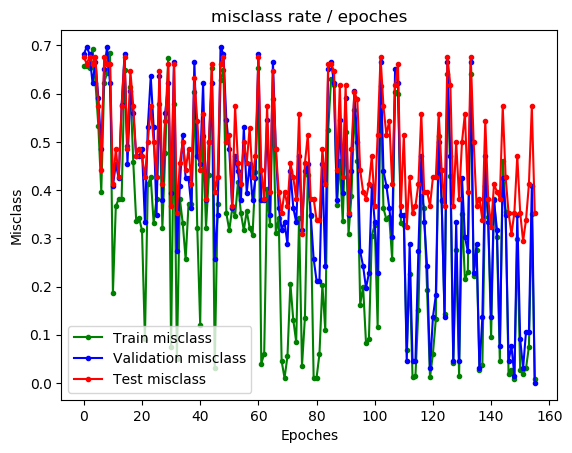 misclass rate / epoches
Misclass
0.7
0.6
0.5
0.4
0.3
0.2
0.1
0.0
Train misclass
Validation misclass
Test misclass
0 20 40 60 80 100 120 140 160
Epoches